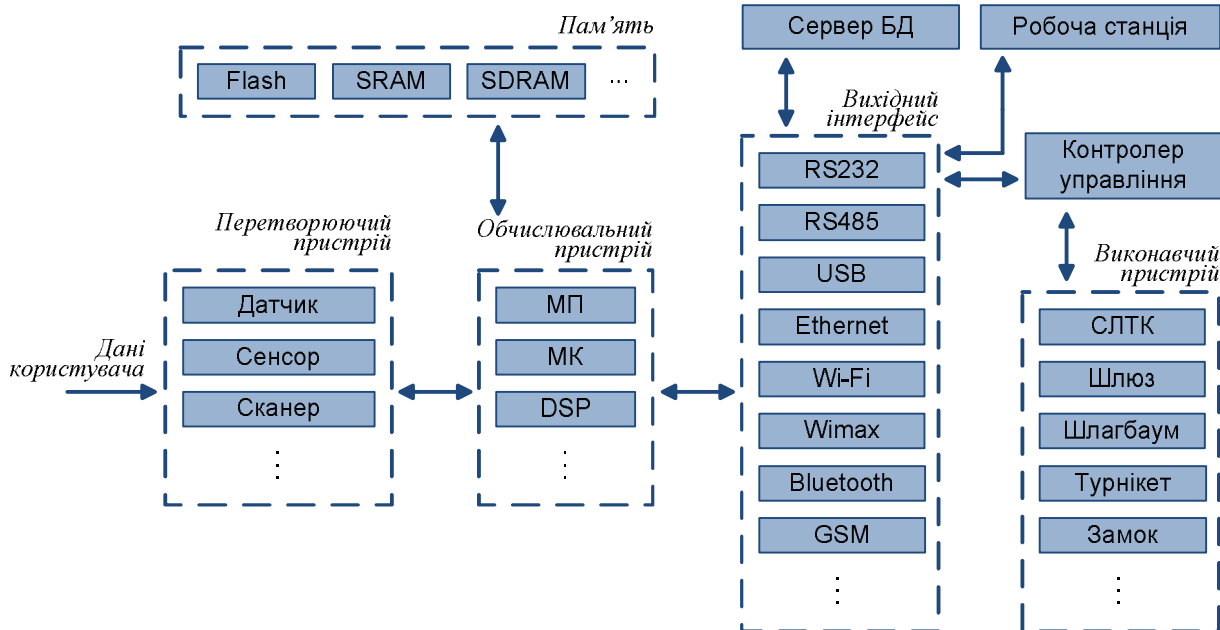 Пам’ять
Flash
SRAM
SDRAM
...
Сервер БД
Робоча станція
Вихідний
інтерфейс
RS232
RS485
USB
Ethernet
Wi-Fi
Wimax
Bluetooth
GSM
Контролер
управління
Перетворюючий
пристрій
Датчик
Сенсор
Сканер
Обчислювальний
пристрій
МП
МК
DSP
Дані
користувача
Виконавчий
пристрій
СЛТК
Шлюз
Шлагбаум
Турнікет
Замок